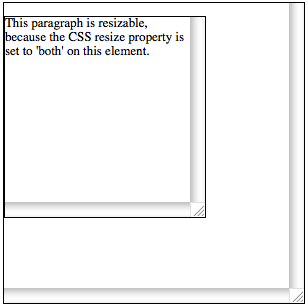 This paragraph is resizable,
because the CSS resize property is
set to 'both' on this element.